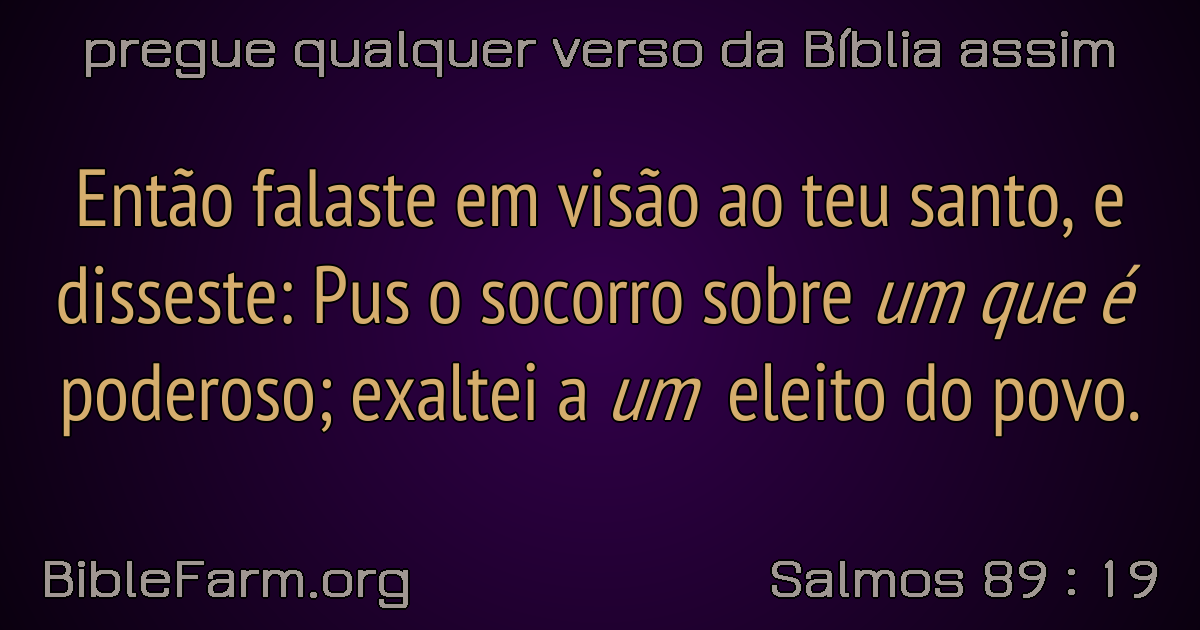 pregue qualquer verso da Bíblia assim
Então falaste em visão ao teu santo, e
disseste: Pus o socorro sobre um que é
poderoso; exaltei a um eleito do povo.
BibleFarm.org
Salmos 89 : 19